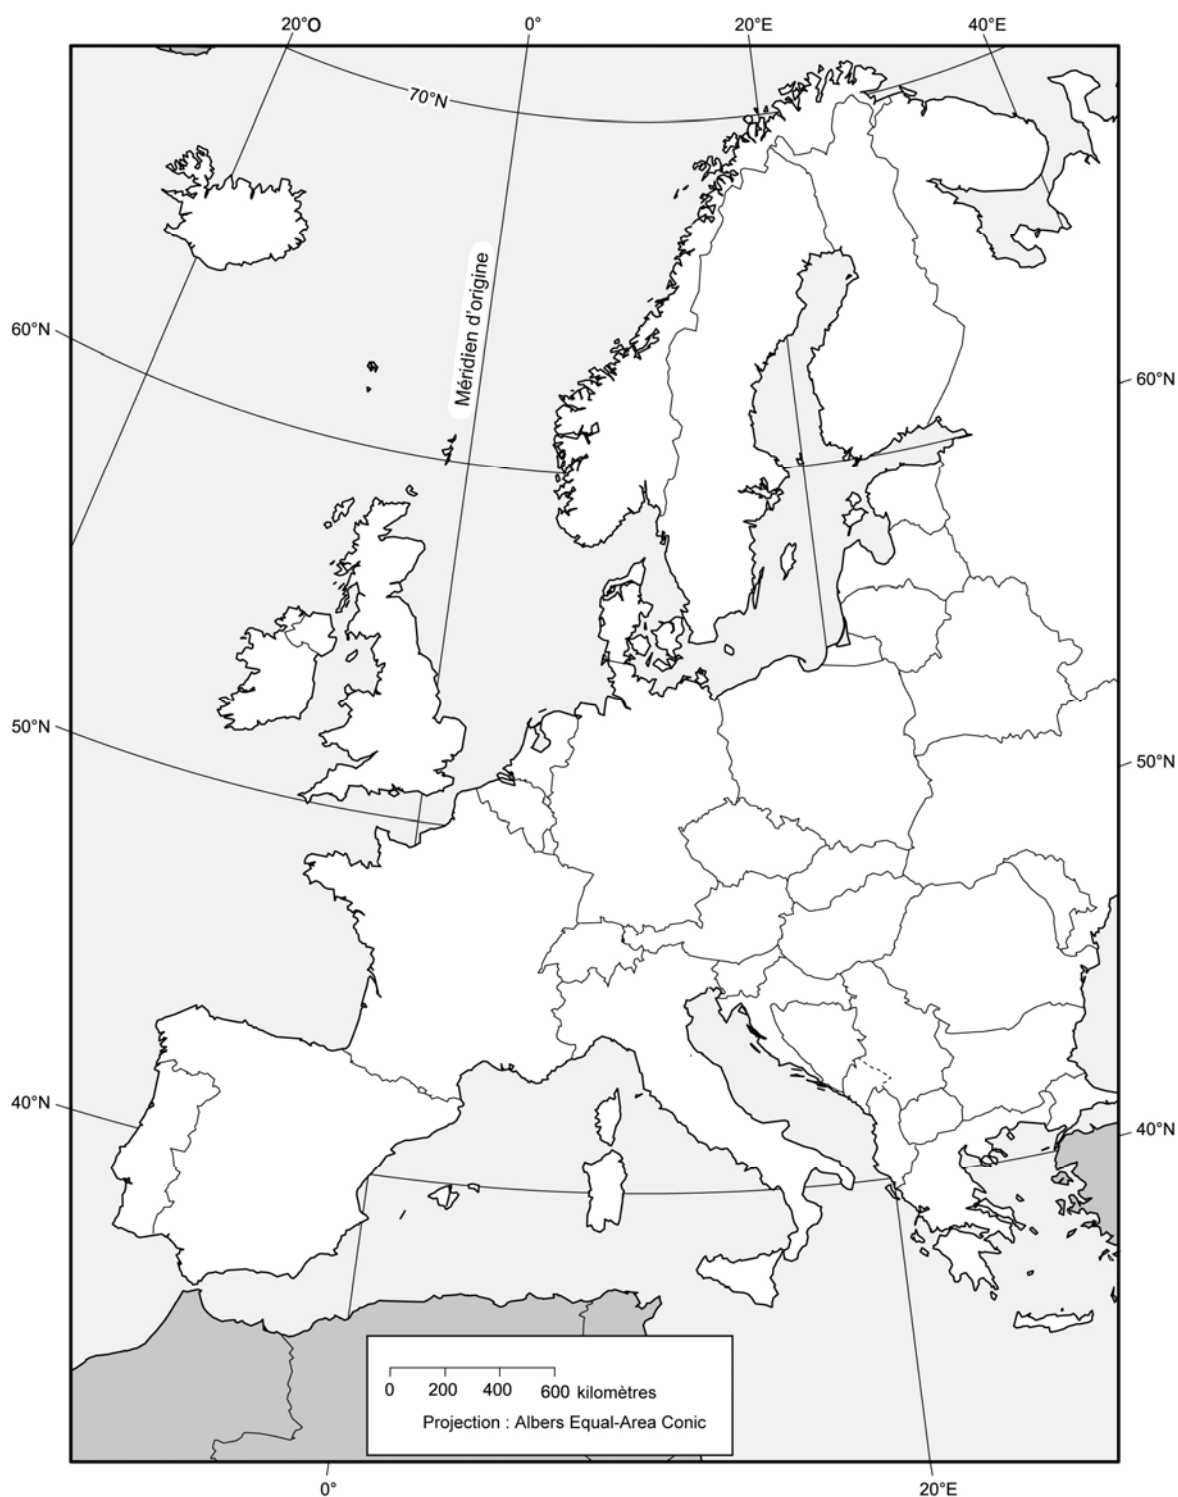 20°O
0°
20°E
40°E
70°N
Méridien d'origine
60°N
60°N
50°N
50°N
40°N
40°N
0 200 400 600 kilomètres
Projection : Albers Equal-Area Conic
0°
20°E